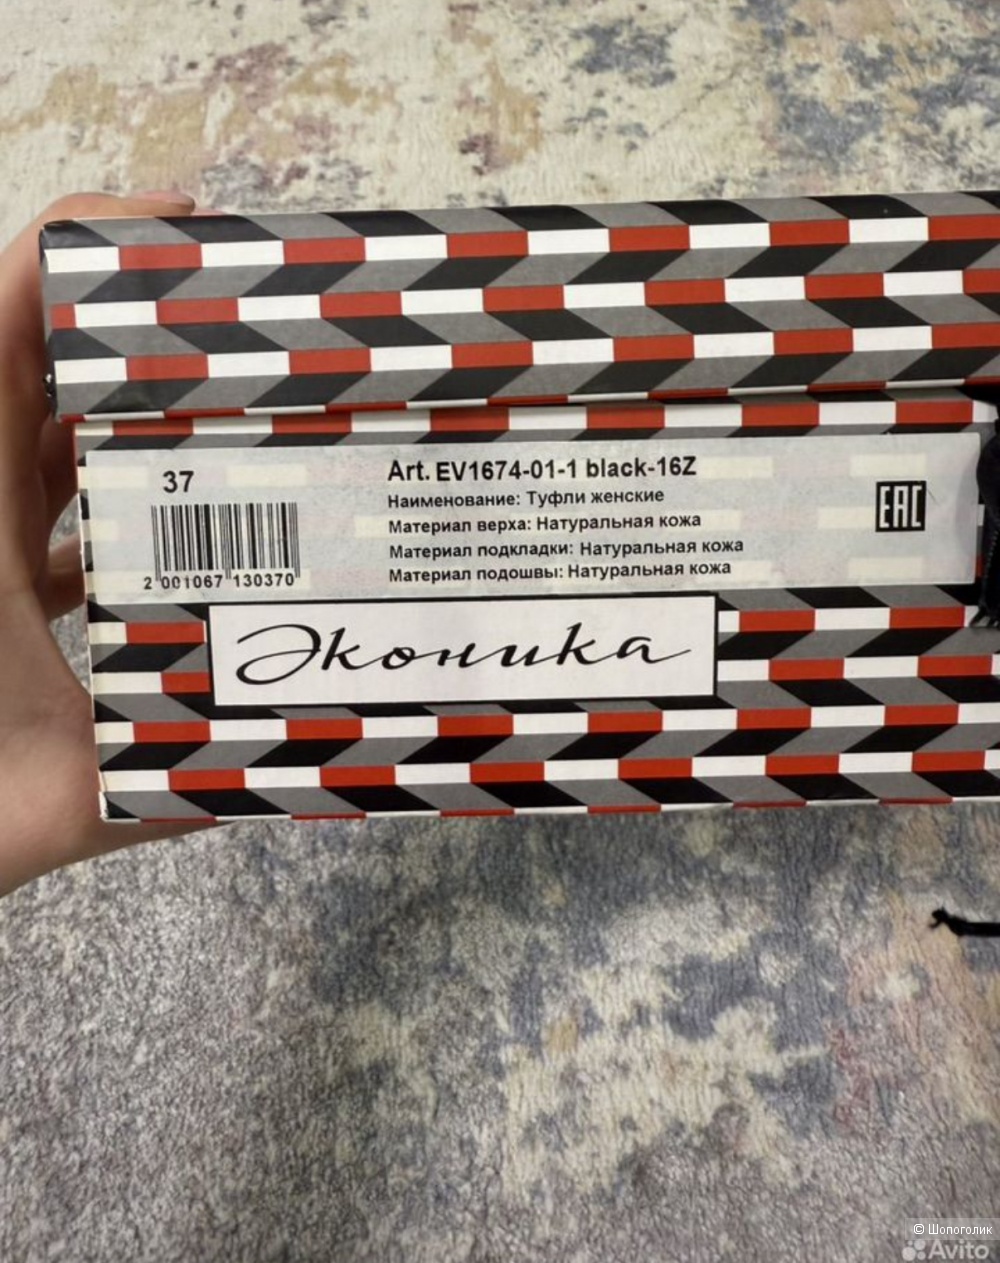 37
Art. EV1674-01-1 black-16Z
Наименование: Туфли женские
Материал верха: Натуральная кожа
Материал подкладки: Натуральная кожа
Материал подошвы: Натуральная кожа
2 001067 130370
EAC
Эконика
© Шопоголик
Avito